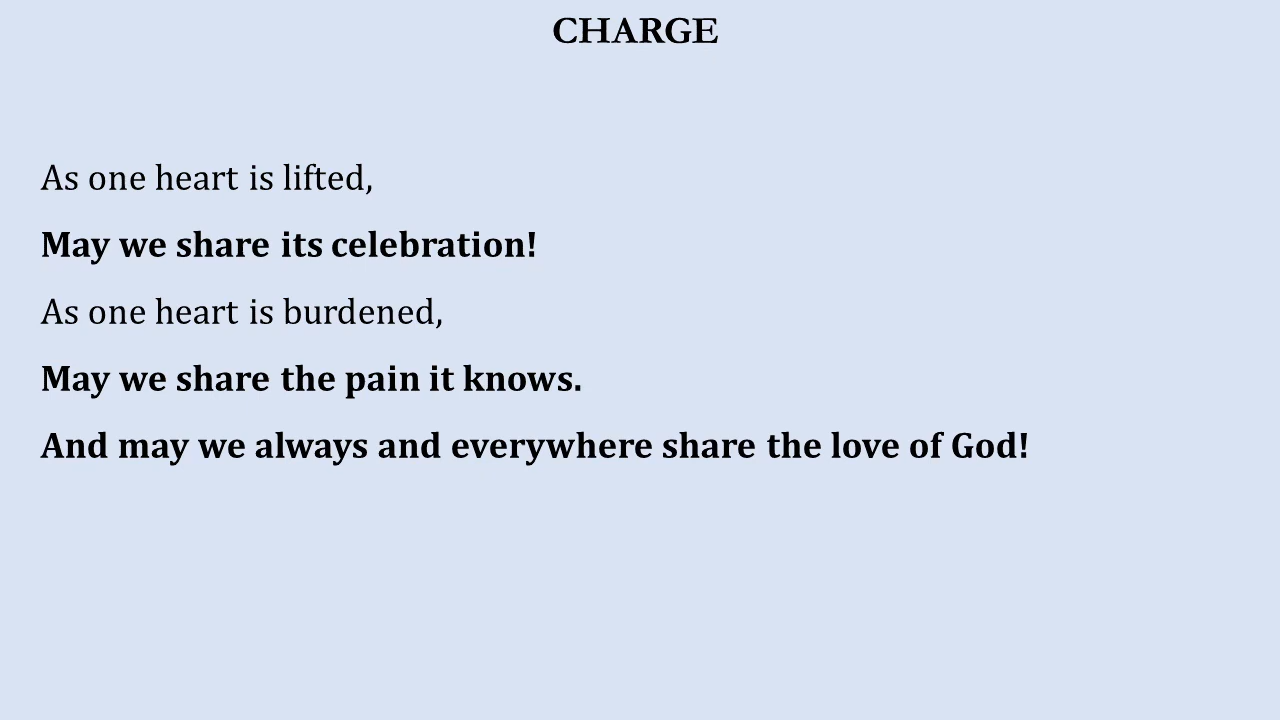 CHARGE
As one heart is lifted,
May we share its celebration!
As one heart is burdened,
May we share the pain it knows.
And may we always and everywhere share the love of God!